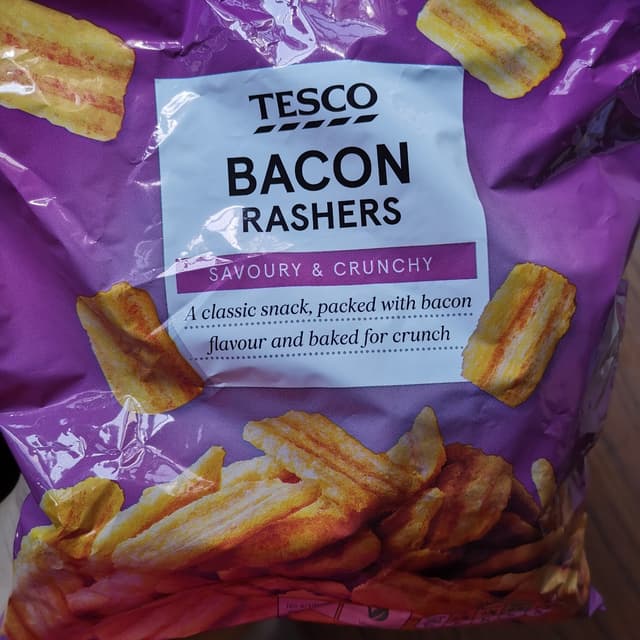 TESCO
BACON
RASHERS
SAVOURY & CRUNCHY
A classic snack, packed with bacon
flavour and baked for crunch